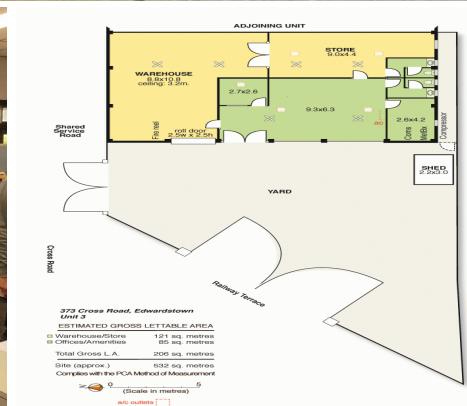 ADJOINING UNIT
STORE
9.0x4.4
WAREHOUSE
8.8x10.8
ceiling: 3.2m.
2.7x2.6
9.3x6.3
2.6x4.2
Coms
Fire reel
roll door
2.5w x 2.5h
Compressor
Shared
Service
Road
SHED
2.2x3.0
YARD
Cross Road
Railway Terrace
373 Cross Road, Edwardstown
Unit 3
ESTIMATED GROSS LETTABLE AREA
Warehouse/Store 121 sq. metres
Offices/Amenities 85 sq. metres
Total Gross L.A. 206 sq. metres
Site (approx.) 532 sq. metres
Complies with the PCA Method of Measurement
0 5
(Scale in metres)
a/c outlets